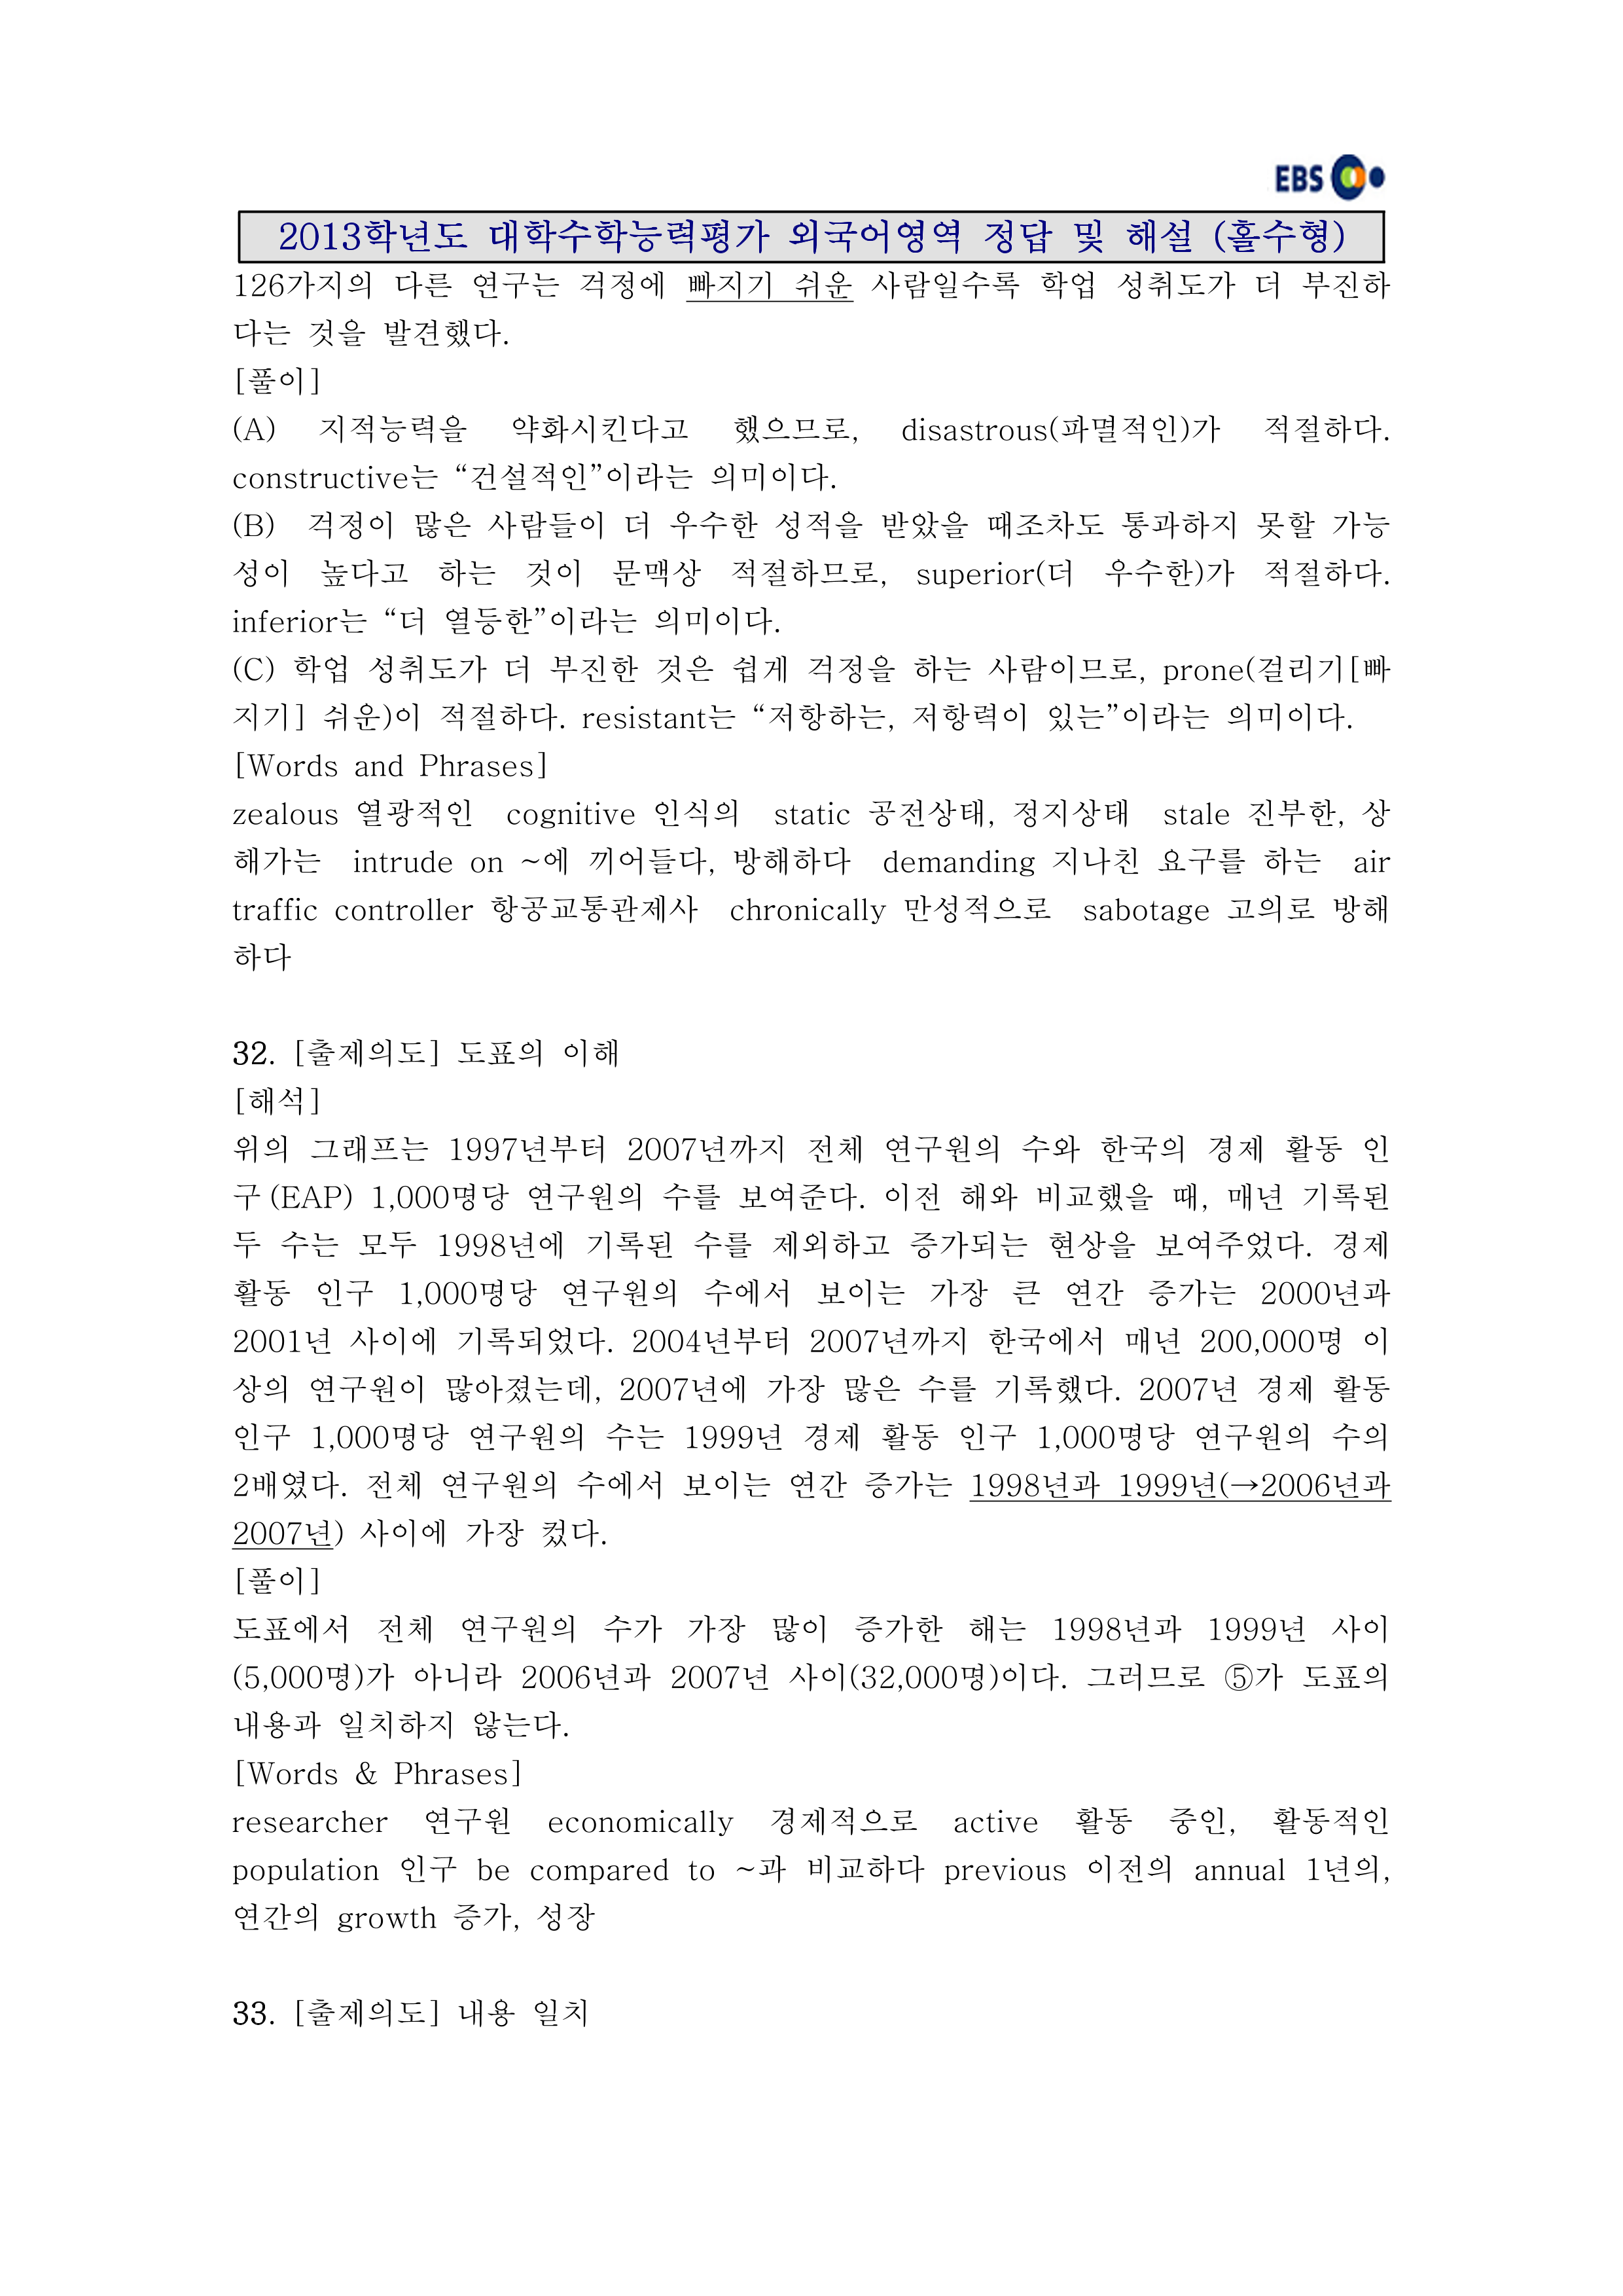 EBS
2013학년도 대학수학능력평가 외국어영역 정답 및 해설 (홀수형)
126가지의 다른 연구는 걱정에 빠지기 쉬운 사람일수록 학업 성취도가 더 부진하
다는 것을 발견했다.
[풀이]
(A) 지적능력을 약화시킨다고 했으므로, disastrous(파멸적인)가 적절하다.
constructive는 “건설적인”이라는 의미이다.
(B) 걱정이 많은 사람들이 더 우수한 성적을 받았을 때조차도 통과하지 못할 가능
성이 높다고 하는 것이 문맥상 적절하므로, superior(더 우수한)가 적절하다.
inferior는 “더 열등한”이라는 의미이다.
(C) 학업 성취도가 더 부진한 것은 쉽게 걱정을 하는 사람이므로, prone(걸리기[빠
지기] 쉬운)이 적절하다. resistant는 “저항하는, 저항력이 있는”이라는 의미이다.
[Words and Phrases]
zealous 열광적인 cognitive 인식의 static 공전상태, 정지상태 stale 진부한, 상
해가는 intrude on ~에 끼어들다, 방해하다 demanding 지나친 요구를 하는 air
traffic controller 항공교통관제사 chronically 만성적으로 sabotage 고의로 방해
하다
32. [출제의도] 도표의 이해
[해석]
위의 그래프는 1997년부터 2007년까지 전체 연구원의 수와 한국의 경제 활동 인
구(EAP) 1,000명당 연구원의 수를 보여준다. 이전 해와 비교했을 때, 매년 기록된
두 수는 모두 1998년에 기록된 수를 제외하고 증가되는 현상을 보여주었다. 경제
활동 인구 1,000명당 연구원의 수에서 보이는 가장 큰 연간 증가는 2000년과
2001년 사이에 기록되었다. 2004년부터 2007년까지 한국에서 매년 200,000명 이
상의 연구원이 많아졌는데, 2007년에 가장 많은 수를 기록했다. 2007년 경제 활동
인구 1,000명당 연구원의 수는 1999년 경제 활동 인구 1,000명당 연구원의 수의
2배였다. 전체 연구원의 수에서 보이는 연간 증가는 1998년과 1999년(→2006년과
2007년) 사이에 가장 컸다.
[풀이]
도표에서 전체 연구원의 수가 가장 많이 증가한 해는 1998년과 1999년 사이
(5,000명)가 아니라 2006년과 2007년 사이(32,000명)이다. 그러므로 ⑤가 도표의
내용과 일치하지 않는다.
[Words & Phrases]
researcher 연구원 economically 경제적으로 active 활동 중인, 활동적인
population 인구 be compared to ~과 비교하다 previous 이전의 annual 1년의,
연간의 growth 증가, 성장
33. [출제의도] 내용 일치